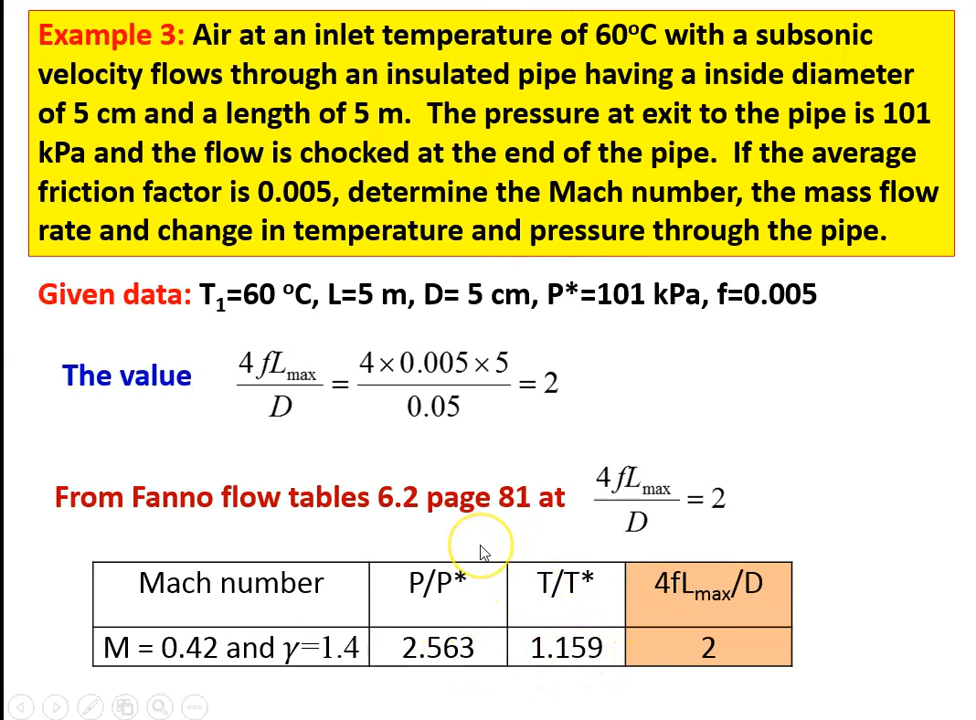 Example 3: Air at an inlet temperature of 60°C with a subsonic
velocity flows through an insulated pipe having a inside diameter
of 5 cm and a length of 5 m. The pressure at exit to the pipe is 101
kPa and the flow is chocked at the end of the pipe. If the average
friction factor is 0.005, determine the Mach number, the mass flow
rate and change in temperature and pressure through the pipe.
Given data: T₁=60 °C, L=5 m, D= 5 cm, P*=101 kPa, f=0.005
The value 4 fLmax / D = 4 × 0.005 × 5 / 0.05 = 2
From Fanno flow tables 6.2 page 81 at 4 fLmax / D = 2
Mach number P/P* T/T* 4fLmax/D
M = 0.42 and γ=1.4 2.563 1.159 2